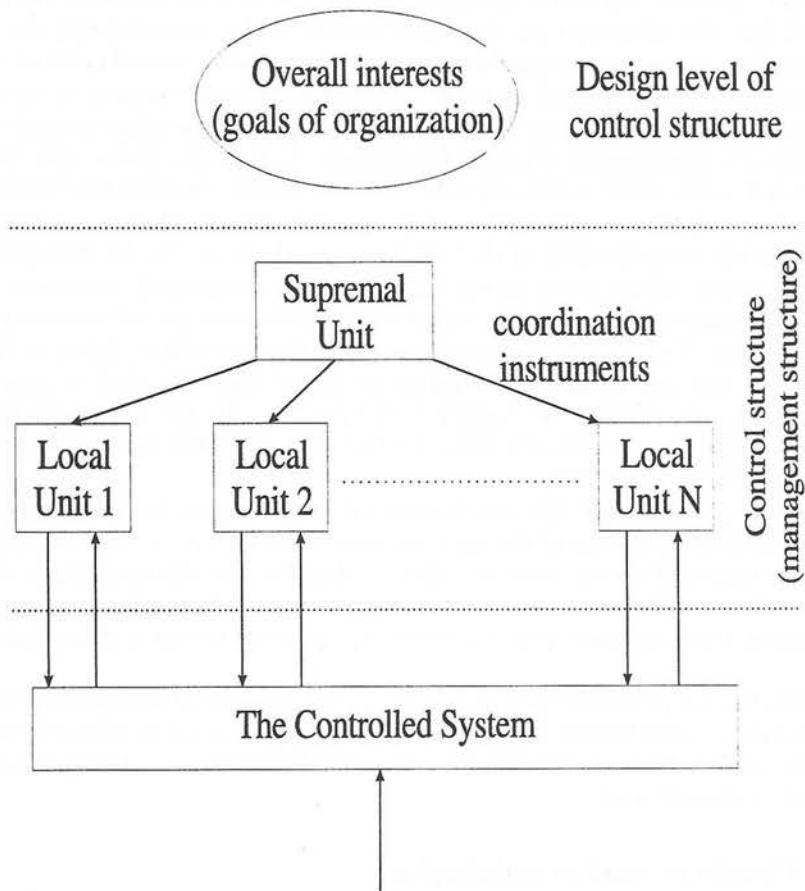 Overall interests
(goals of organization)
Design level of
control structure
Supremal
Unit
coordination
instruments
Control structure
(management structure)
Local
Unit 1
Local
Unit 2
Local
Unit N
The Controlled System